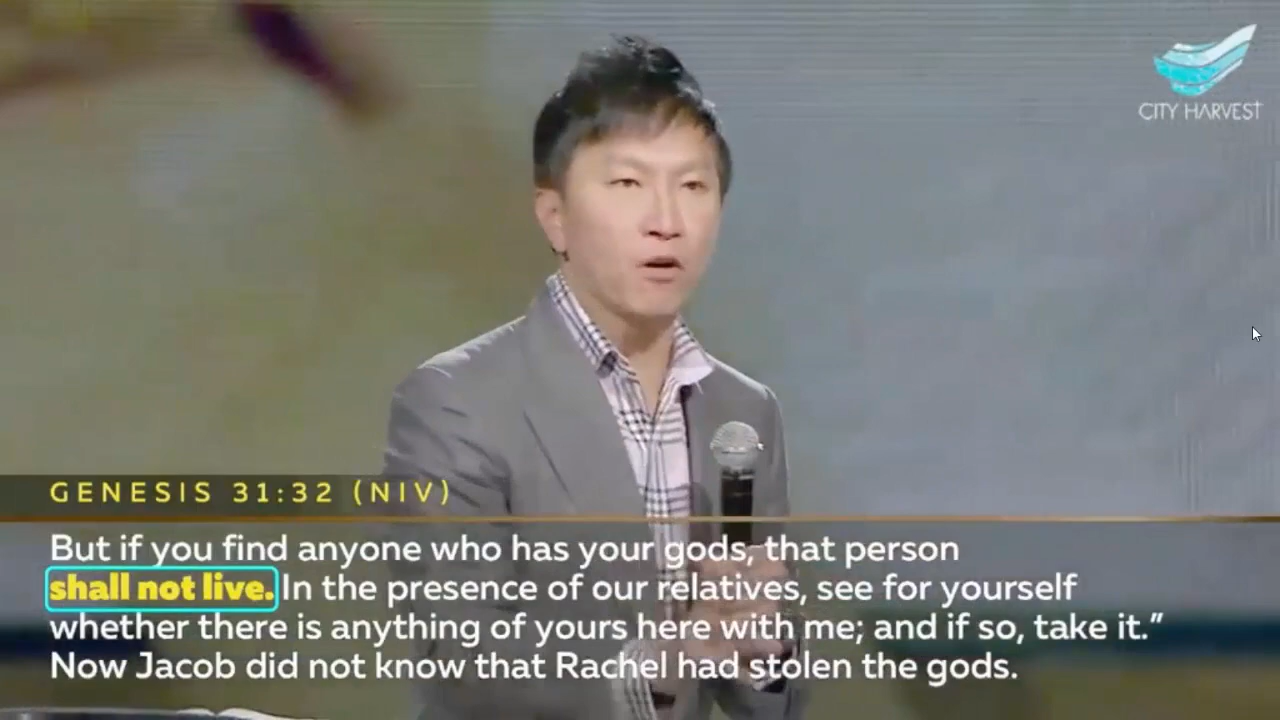 CITY HARVEST
GENESIS 31:32 (NIV)
But if you find anyone who has your gods, that person
shall not live. In the presence of our relatives, see for yourself
whether there is anything of yours here with me; and if so, take it.”
Now Jacob did not know that Rachel had stolen the gods.